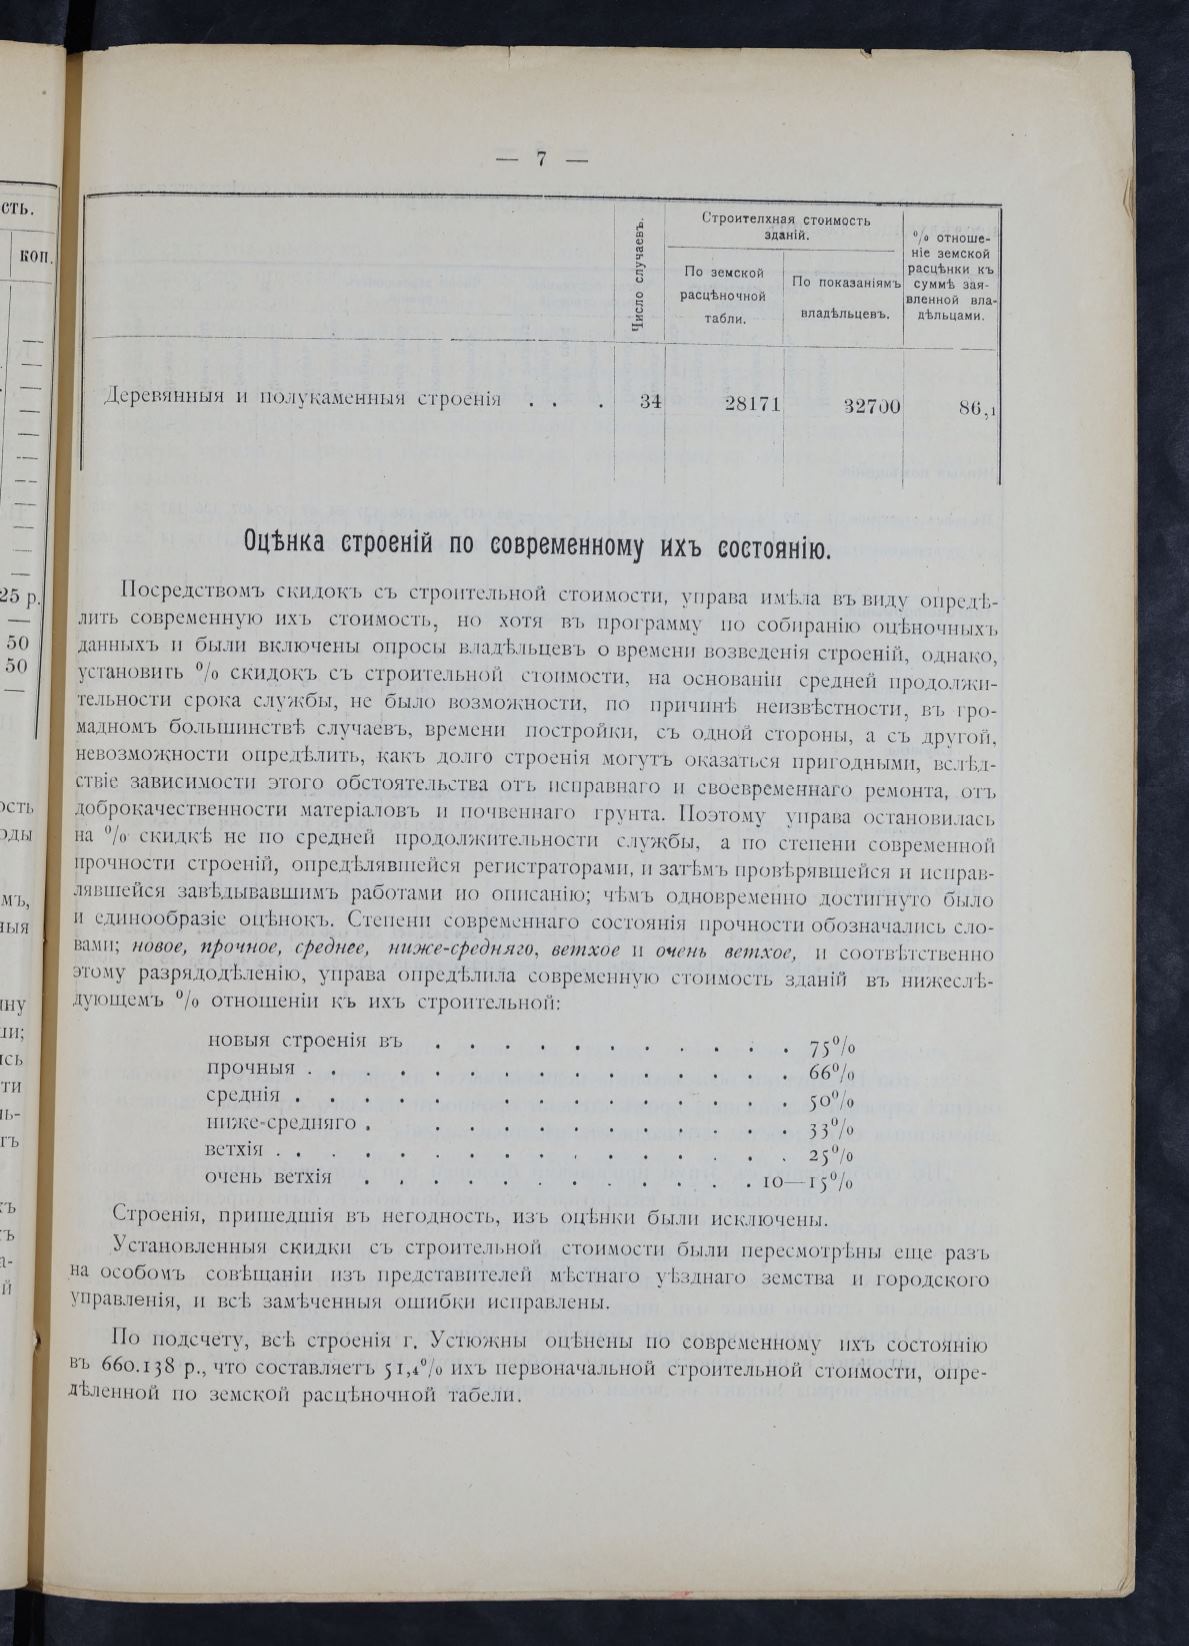 — 7 —
Число случаевъ.
Строителхная стоимость
зданій.
По земской
расцѣночной
табли.
По показаніямъ
владѣльцевъ.
% отноше-
ніе земской
расцѣнки къ
суммѣ зая-
вленной вла-
дѣльцами.
Деревянныя и полукаменныя строенія . . . 34 28171 32700 86,1
Оцѣнка строеній по современному ихъ состоянію.
Посредствомъ скидокъ съ строительной стоимости, управа имѣла въ виду опредѣ-
лить современную ихъ стоимость, но хотя въ программу по собиранію оцѣночныхъ
данныхъ и были включены опросы владѣльцевъ о времени возведенія строеній, однако,
установить % скидокъ съ строительной стоимости, на основаніи средней продолжи-
тельности срока службы, не было возможности, по причинѣ неизвѣстности, въ гро-
мадномъ большинствѣ случаевъ, времени постройки, съ одной стороны, а съ другой,
невозможности опредѣлить, какъ долго строенія могутъ оказаться пригодными, вслѣд-
ствіе зависимости этого обстоятельства отъ исправнаго и своевременнаго ремонта, отъ
доброкачественности матеріаловъ и почвеннаго грунта. Поэтому управа остановилась
на % скидкѣ не по средней продолжительности службы, а по степени современной
прочности строеній, опредѣлявшейся регистраторами, и затѣмъ провѣрявшейся и исправ-
лявшейся завѣдывавшимъ работами по описанію; чѣмъ одновременно достигнуто было
и единообразіе оцѣнокъ. Степени современнаго состоянія прочности обозначались сло-
вами; новое, прочное, среднее, ниже-средняго, ветхое и очень ветхое, и соотвѣтственно
этому разрядодѣленію, управа опредѣлила современную стоимость зданій въ нижеслѣ-
дующемъ % отношеніи къ ихъ строительной:
новыя строенія въ . . . . . . . . . . . 75%
прочныя . . . . . . . . . . . . . . 66%
среднія . . . . . . . . . . . . . . 50%
ниже-средняго . . . . . . . . . . . . 33%
ветхія . . . . . . . . . . . . . . . 25%
очень ветхія . . . . . . . . . . . . 10—15%
Строенія, пришедшія въ негодность, изъ оцѣнки были исключены.
Установленныя скидки съ строительной стоимости были пересмотрѣны еще разъ
на особомъ совѣщаніи изъ представителей мѣстнаго уѣзднаго земства и городского
управленія, и всѣ замѣченныя ошибки исправлены.
По подсчету, всѣ строенія г. Устюжны оцѣнены по современному ихъ состоянію
въ 660.138 р., что составляетъ 51,4% ихъ первоначальной строительной стоимости, опре-
дѣленной по земской расцѣночной табели.
сть.
коп.
25 р.
50
50